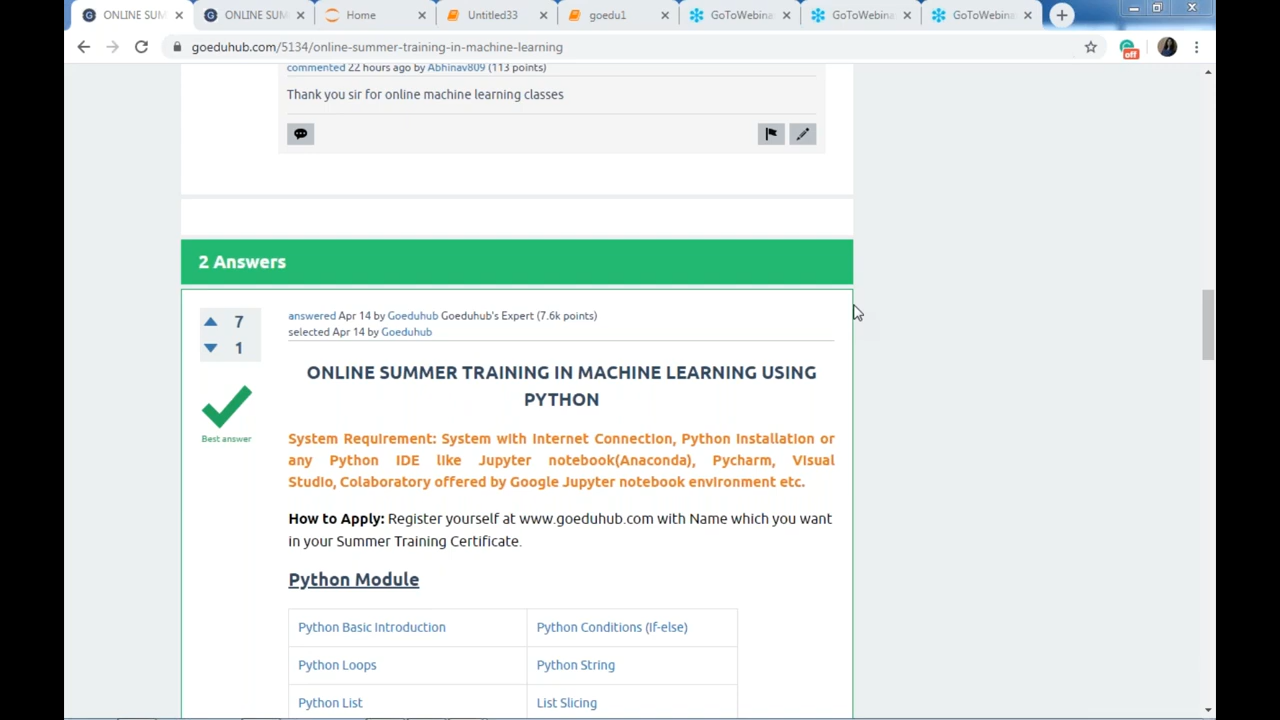 ONLINE SUM
ONLINE SUM
Home
Untitled33
goedu1
GoToWebina
GoToWebina
GoToWebina
goeduhub.com/5134/online-summer-training-in-machine-learning
off
commented 22 hours ago by Abhinav809 (113 points)
Thank you sir for online machine learning classes
2 Answers
7
1
Best answer
answered Apr 14 by Goeduhub Goeduhub's Expert (7.6k points)
selected Apr 14 by Goeduhub
ONLINE SUMMER TRAINING IN MACHINE LEARNING USING
PYTHON
System Requirement: System with Internet Connection, Python Installation or
any Python IDE like Jupyter notebook(Anaconda), Pycharm, Visual
Studio, Colaboratory offered by Google Jupyter notebook environment etc.
How to Apply: Register yourself at www.goeduhub.com with Name which you want
in your Summer Training Certificate.
Python Module
Python Basic Introduction
Python Conditions (If-else)
Python Loops
Python String
Python List
List Slicing